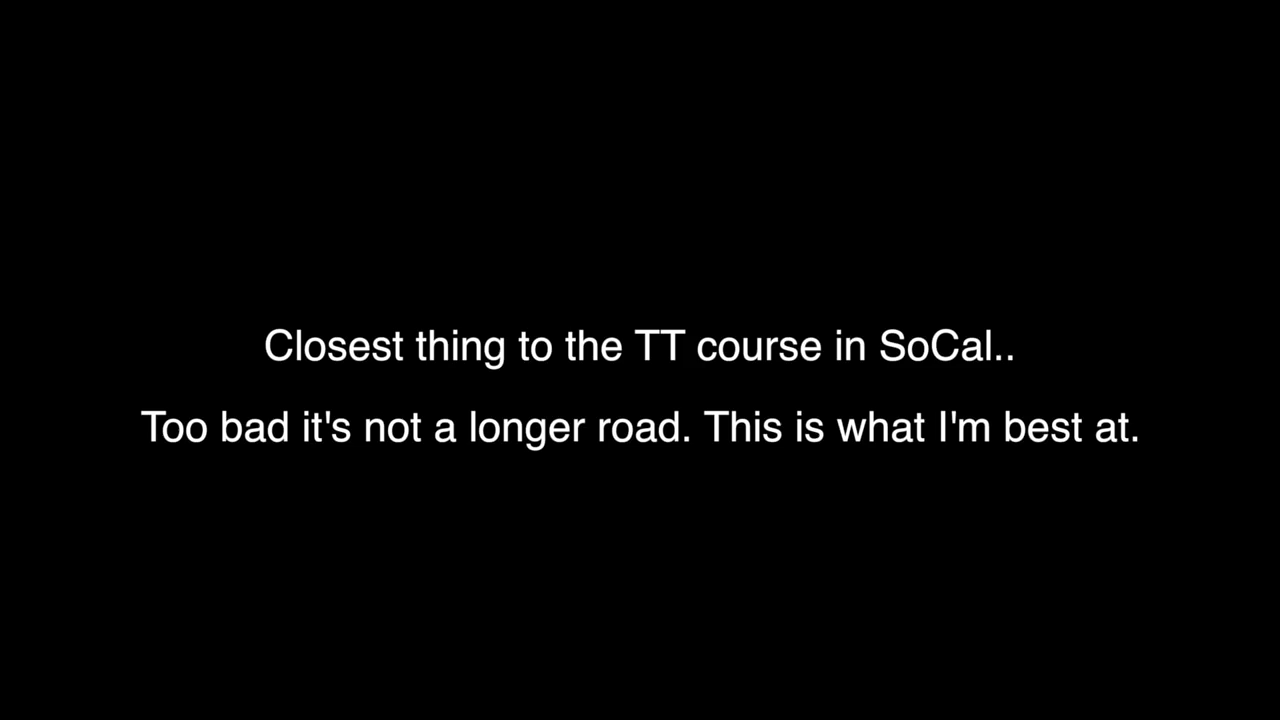 Closest thing to the TT course in SoCal..
Too bad it's not a longer road. This is what I'm best at.